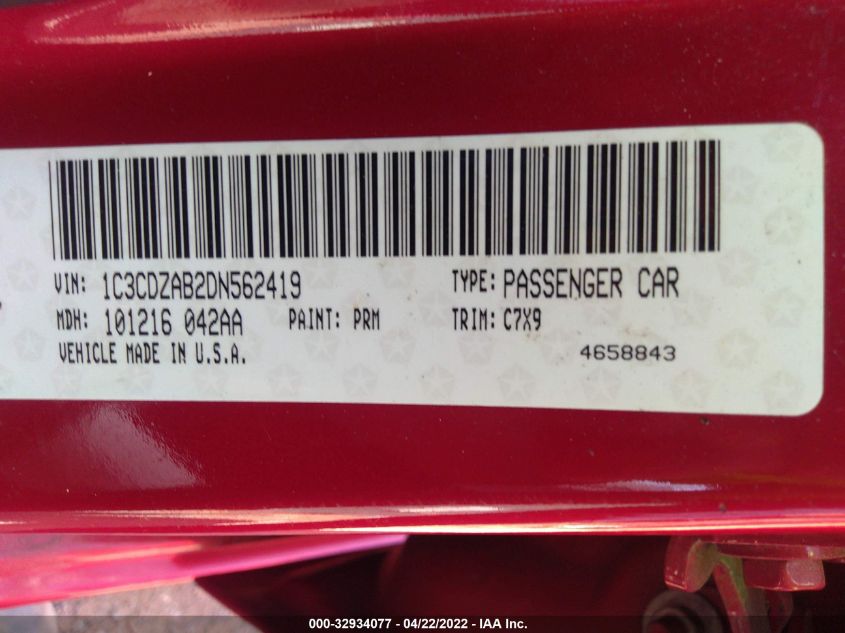 VIN: 1C3CDZAB2DN562419 TYPE: PASSENGER CAR
MDH: 101216 042AA PAINT: PRM TRIM: C7X9
VEHICLE MADE IN U.S.A. 4658843
000-32934077 - 04/22/2022 - IAA Inc.